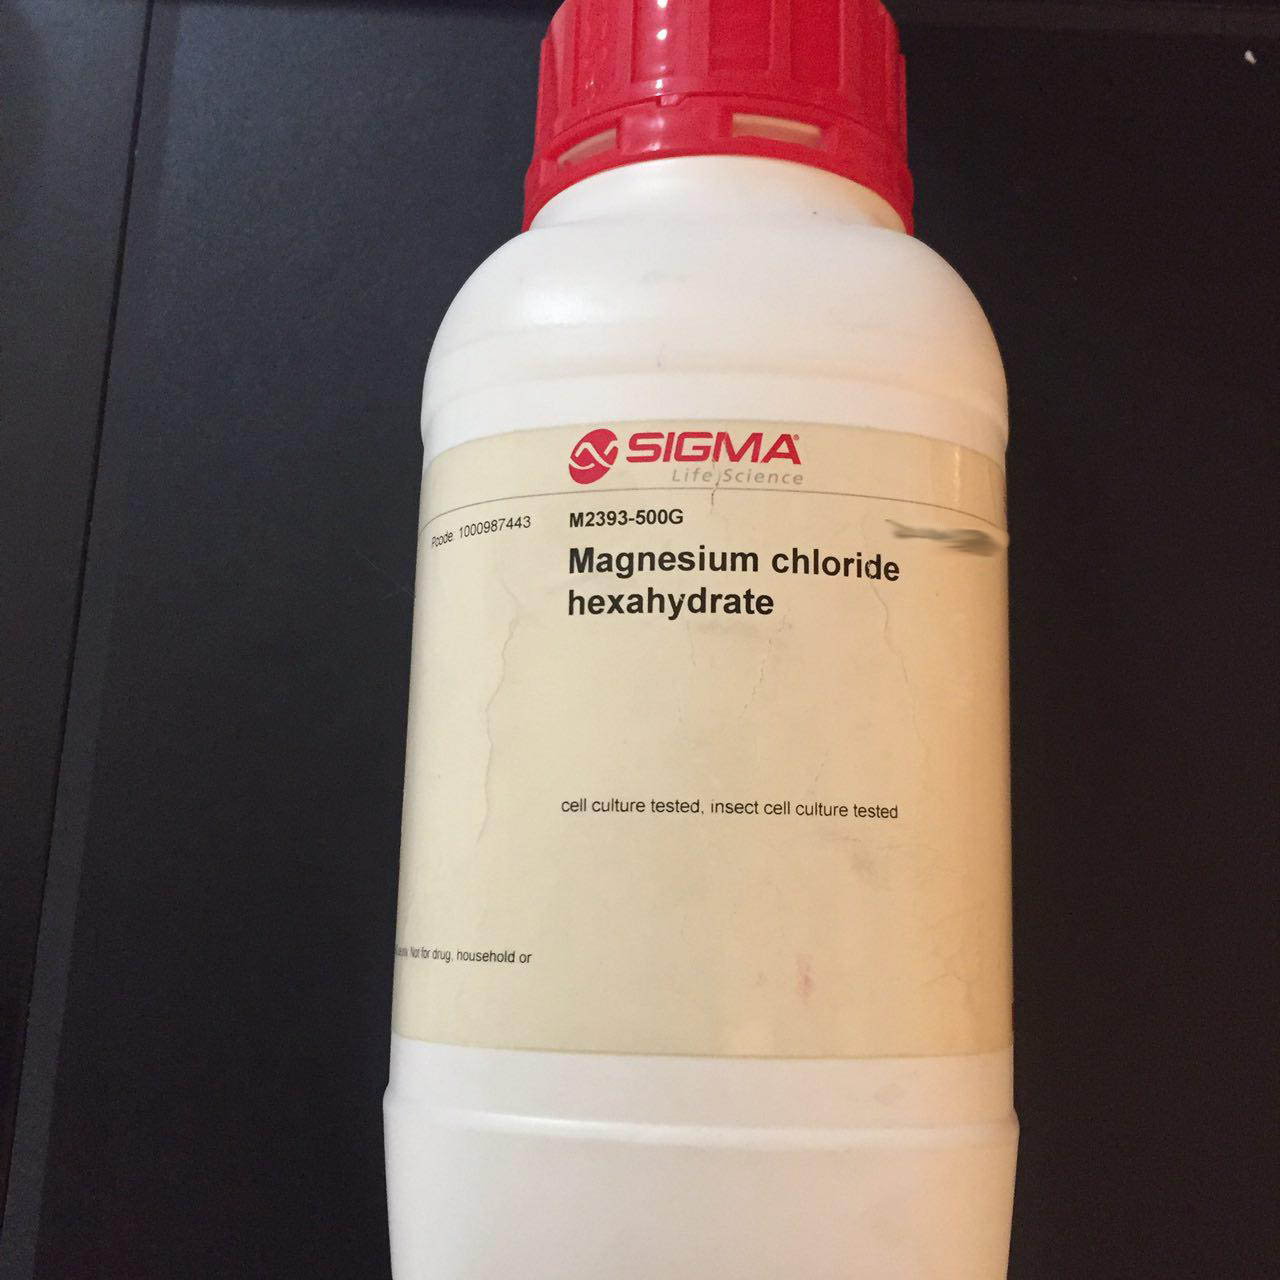 SIGMA®
Life Science
Pcode: 1000987443
M2393-500G
Magnesium chloride
hexahydrate
cell culture tested, insect cell culture tested
Not for drug, household or